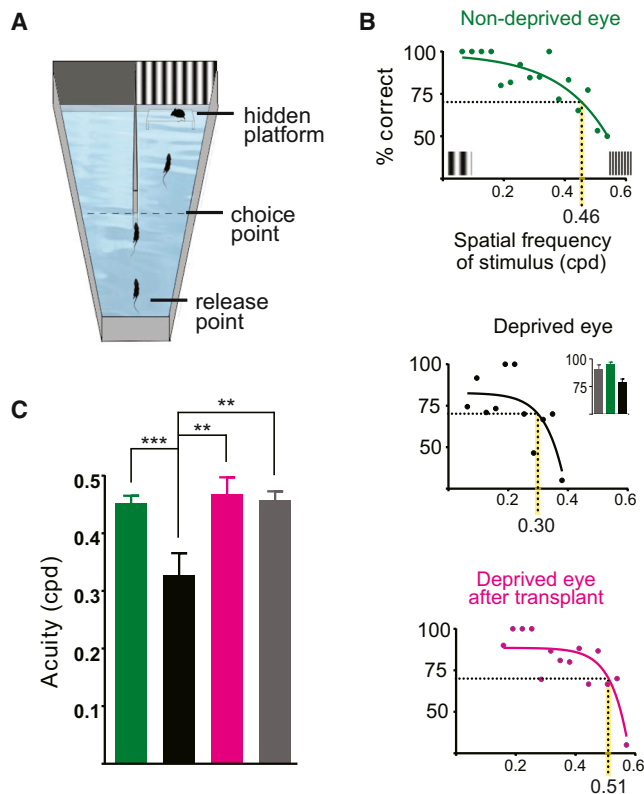 A
hidden
platform
choice
point
release
point
B
Non-deprived eye
% correct
100
75
50
0.2
0.4
0.6
0.46
Spatial frequency
of stimulus (cpd)
Deprived eye
100
75
50
100
75
0.2
0.4
0.6
0.30
Deprived eye
after transplant
100
75
50
0.2
0.4
0.6
0.51
C
**
***
**
Acuity (cpd)
0.5
0.4
0.3
0.2
0.1